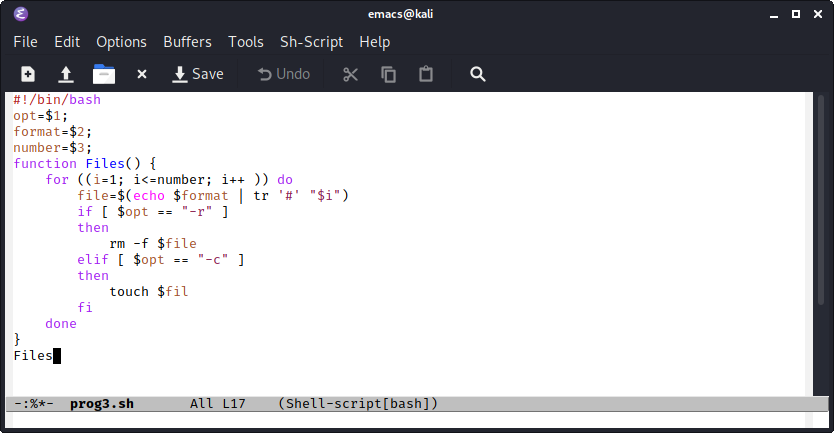 emacs@kali
File Edit Options Buffers Tools Sh-Script Help
Save Undo
#!/bin/bash
opt=$1;
format=$2;
number=$3;
function Files() {
    for ((i=1; i<=number; i++ )) do
        file=$(echo $format | tr '#' "$i")
        if [ $opt == "-r" ]
        then
            rm -f $file
        elif [ $opt == "-c" ]
        then
            touch $fil
        fi
    done
}
Files
-:%*-  prog3.sh       All L17    (Shell-script[bash])